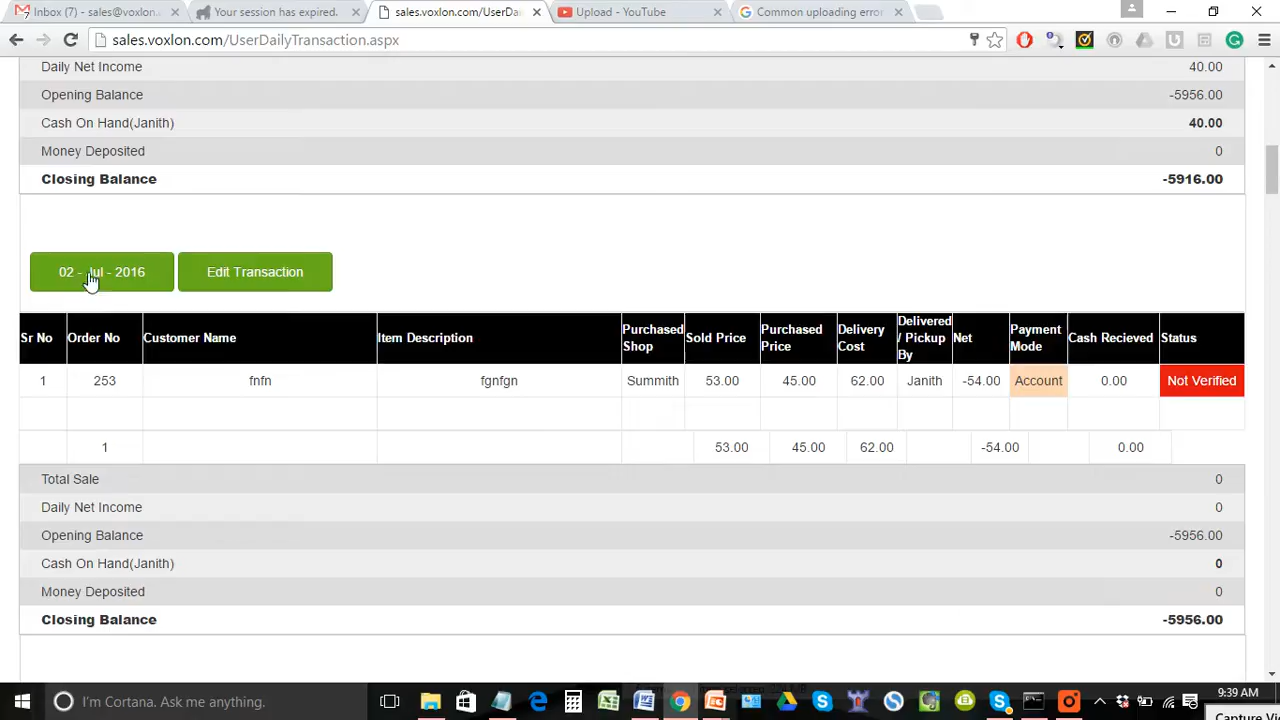 Inbox (7) - sales@voxlon. Your session has expired. sales.voxlon.com/UserDai Upload - YouTube Common uploading error
sales.voxlon.com/UserDailyTransaction.aspx
Daily Net Income 40.00
Opening Balance -5956.00
Cash On Hand(Janith) 40.00
Money Deposited 0
Closing Balance -5916.00
02 - Jul - 2016 Edit Transaction
Sr No Order No Customer Name Item Description Purchased Shop Sold Price Purchased Price Delivery Cost Delivered / Pickup By Net Payment Mode Cash Recieved Status
1 253 fnfn fgnfgn Summith 53.00 45.00 62.00 Janith -54.00 Account 0.00 Not Verified
1 53.00 45.00 62.00 -54.00 0.00
Total Sale 0
Daily Net Income 0
Opening Balance -5956.00
Cash On Hand(Janith) 0
Money Deposited 0
Closing Balance -5956.00
I'm Cortana. Ask me anything. 9:39 AM
Capture Vi